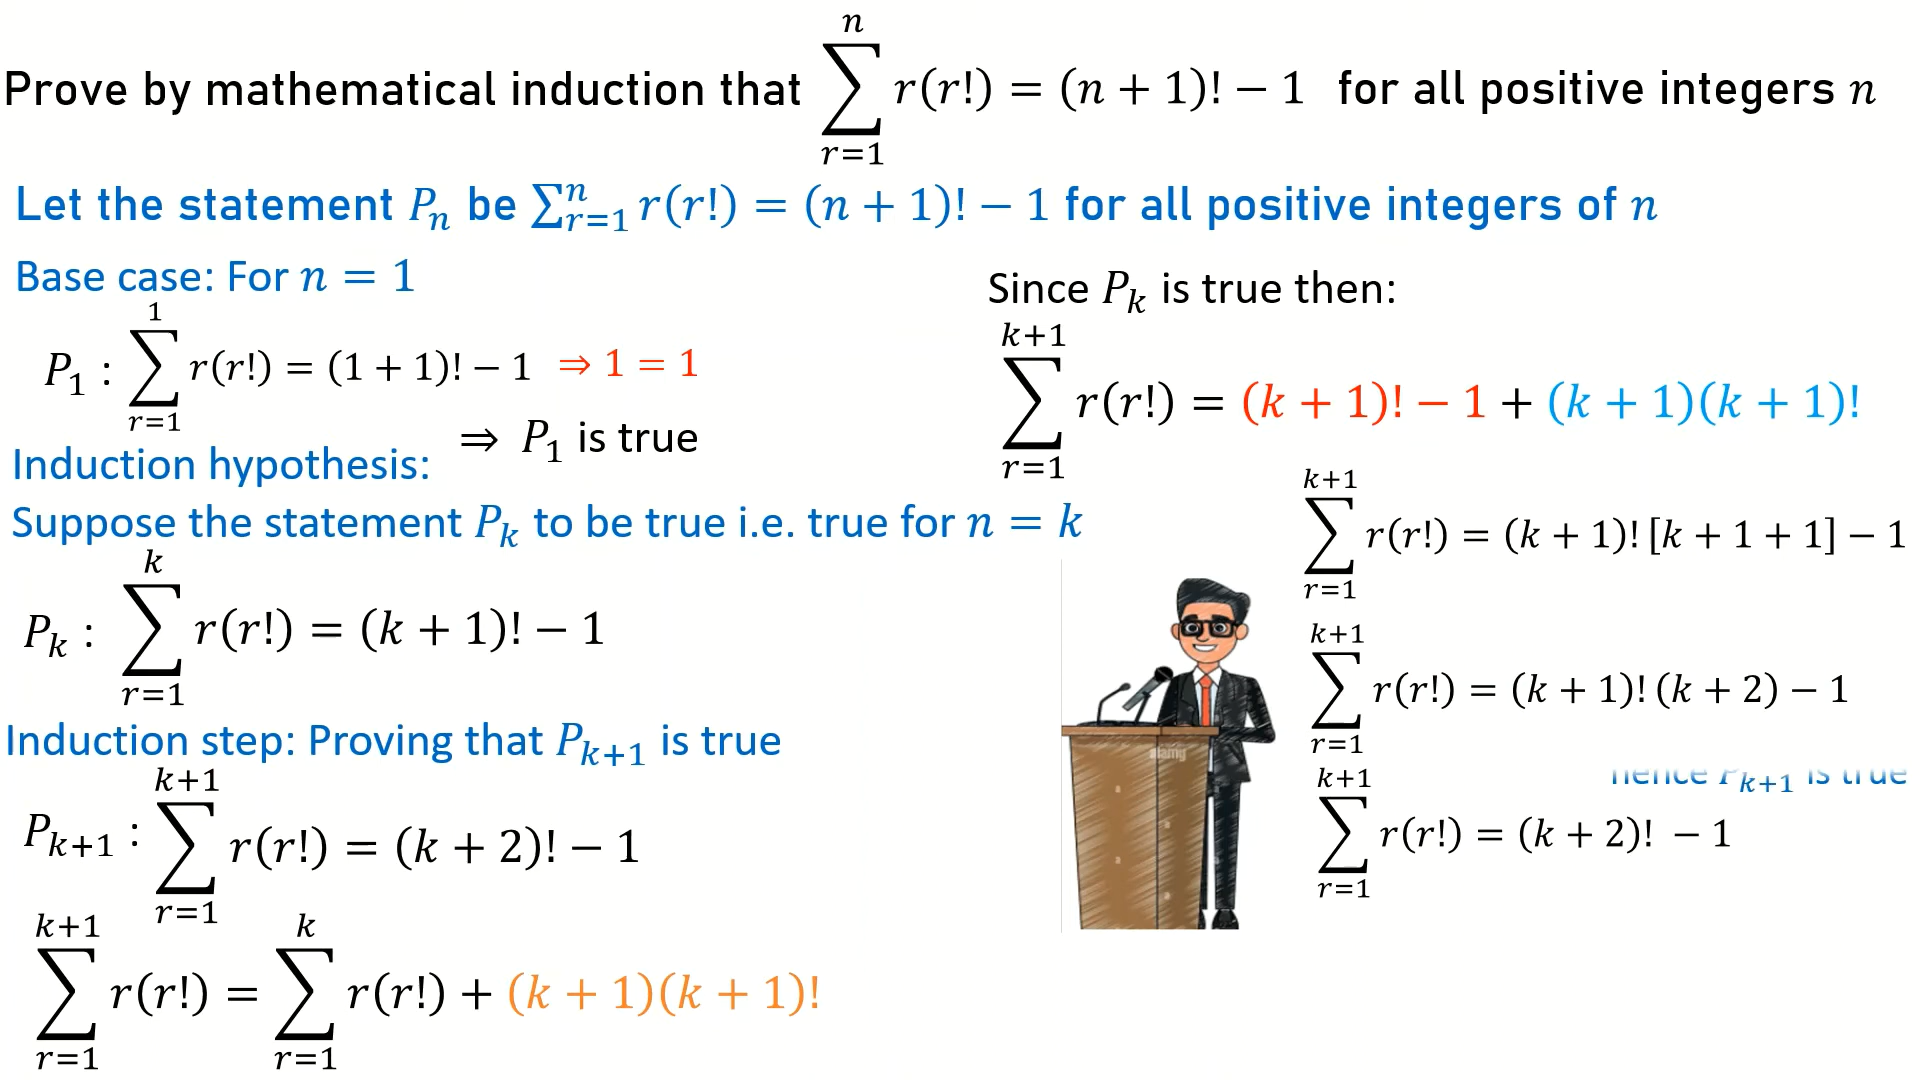 Prove by mathematical induction that \sum_{r=1}^{n} r(r!) = (n + 1)! − 1 for all positive integers n
Let the statement P_n be \sum_{r=1}^{n} r(r!) = (n + 1)! − 1 for all positive integers of n
Base case: For n = 1
P_1 : \sum_{r=1}^{1} r(r!) = (1 + 1)! − 1 ⇒ 1 = 1
⇒ P_1 is true
Induction hypothesis:
Suppose the statement P_k to be true i.e. true for n = k
P_k : \sum_{r=1}^{k} r(r!) = (k + 1)! − 1
Induction step: Proving that P_{k+1} is true
P_{k+1} : \sum_{r=1}^{k+1} r(r!) = (k + 2)! − 1
\sum_{r=1}^{k+1} r(r!) = \sum_{r=1}^{k} r(r!) + (k + 1)(k + 1)!
Since P_k is true then:
\sum_{r=1}^{k+1} r(r!) = (k + 1)! − 1 + (k + 1)(k + 1)!
\sum_{r=1}^{k+1} r(r!) = (k + 1)! [k + 1 + 1] − 1
\sum_{r=1}^{k+1} r(r!) = (k + 1)! (k + 2) − 1
hence P_{k+1} is true
\sum_{r=1}^{k+1} r(r!) = (k + 2)! − 1
alamy